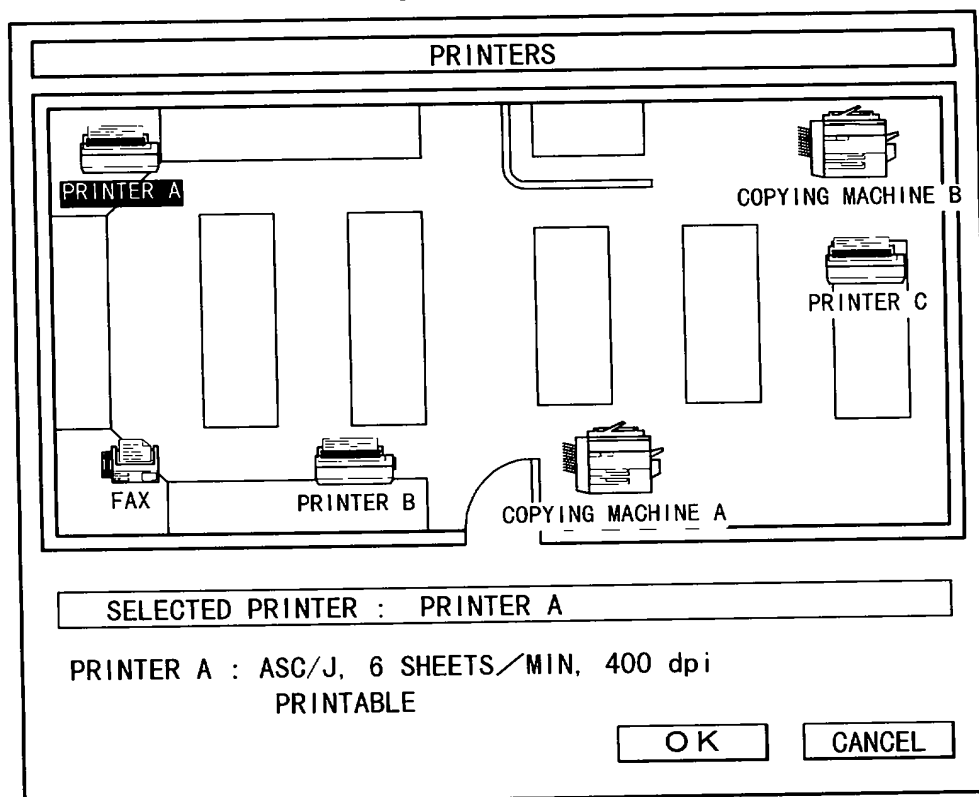 PRINTERS
PRINTER A
COPYING MACHINE B
PRINTER C
FAX
PRINTER B
COPYING MACHINE A
SELECTED PRINTER : PRINTER A
PRINTER A : ASC/J, 6 SHEETS／MIN, 400 dpi
PRINTABLE
OK
CANCEL